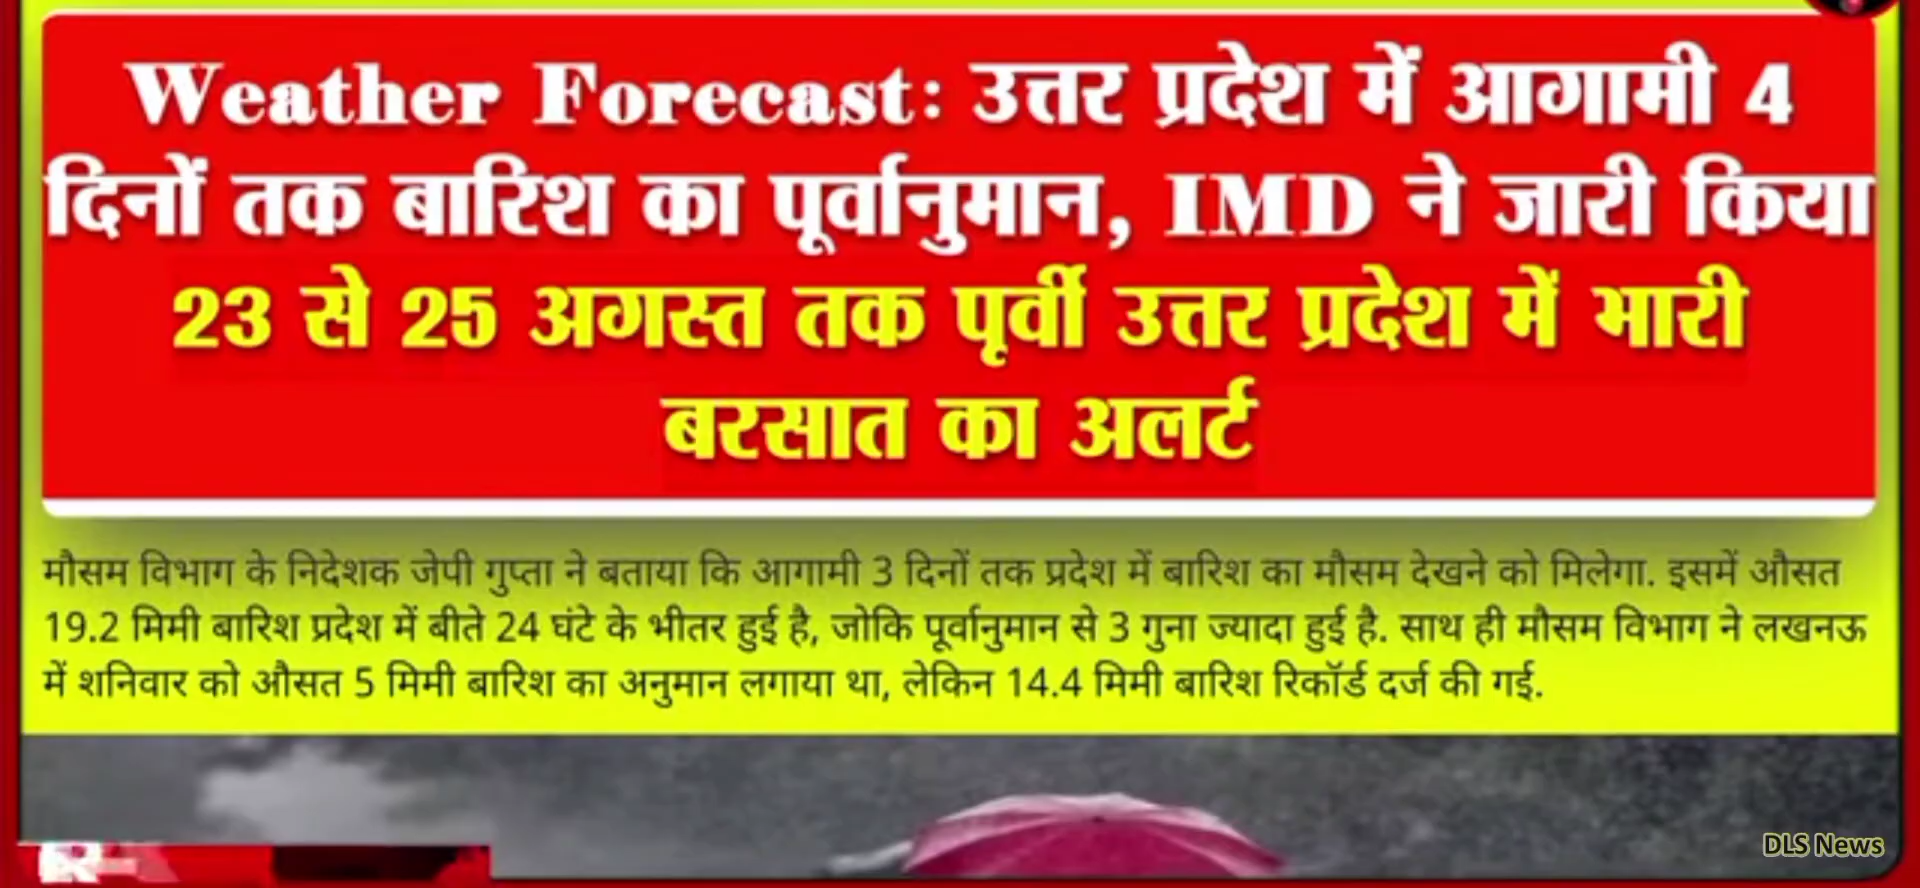 Weather Forecast: उत्तर प्रदेश में आगामी 4
दिनों तक बारिश का पूर्वानुमान, IMD ने जारी किया
23 से 25 अगस्त तक पूर्वी उत्तर प्रदेश में भारी
बरसात का अलर्ट
मौसम विभाग के निदेशक जेपी गुप्ता ने बताया कि आगामी 3 दिनों तक प्रदेश में बारिश का मौसम देखने को मिलेगा. इसमें औसत
19.2 मिमी बारिश प्रदेश में बीते 24 घंटे के भीतर हुई है, जोकि पूर्वानुमान से 3 गुना ज्यादा हुई है. साथ ही मौसम विभाग ने लखनऊ
में शनिवार को औसत 5 मिमी बारिश का अनुमान लगाया था, लेकिन 14.4 मिमी बारिश रिकॉर्ड दर्ज की गई.
DLS News